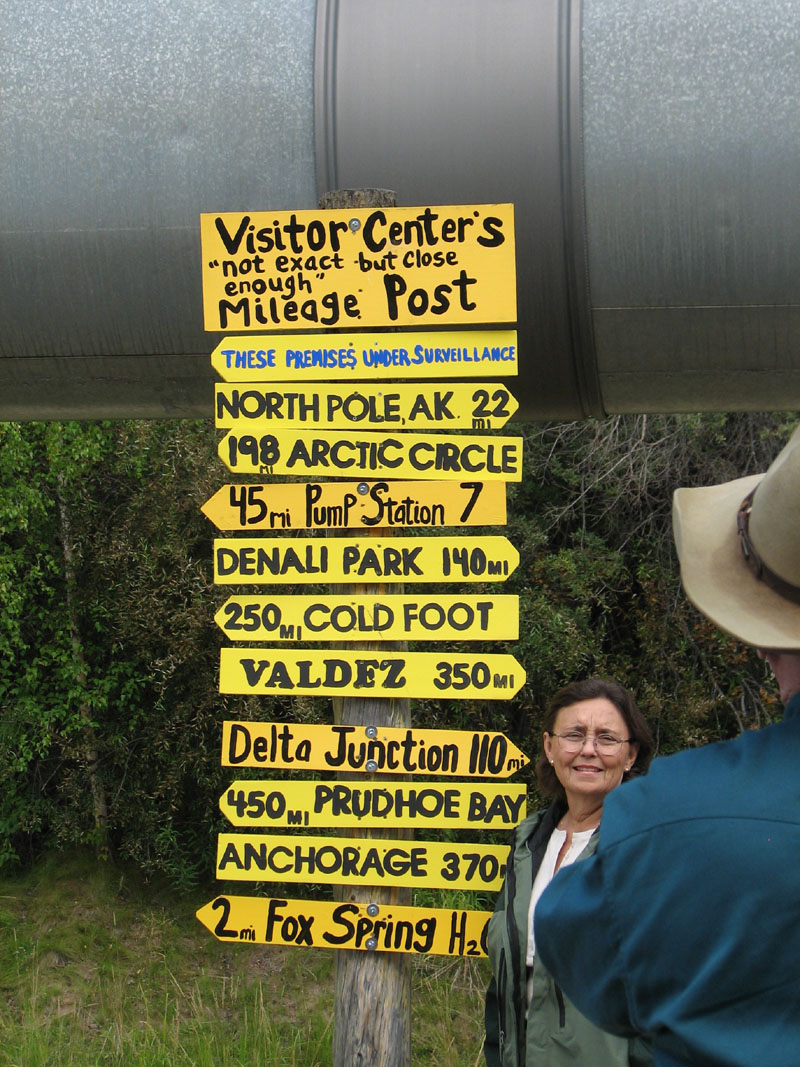 Visitor Center's
"not exact but close
enough"
Mileage Post
THESE PREMISES UNDER SURVEILLANCE
NORTH POLE, AK. 22 MI
198 MI ARCTIC CIRCLE
45 mi Pump Station 7
DENALI PARK 140 MI
250 MI COLD FOOT
VALDEZ 350 MI
Delta Junction 110 mi
450 MI PRUDHOE BAY
ANCHORAGE 370
2 mi Fox Spring H2O